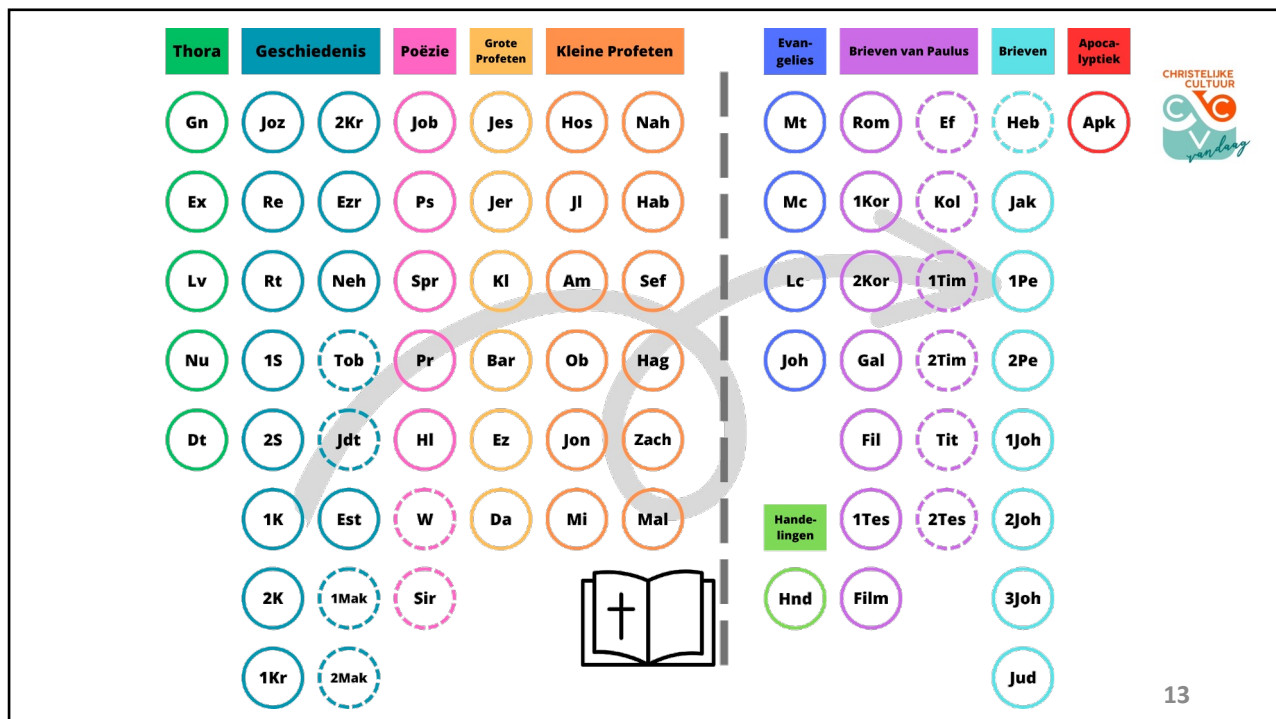 Thora
Geschiedenis
Poëzie
Grote
Profeten
Kleine Profeten
Evan-
gelies
Brieven van Paulus
Brieven
Apoca-
lyptiek
CHRISTELIJKE
CULTUUR
CVC
vandaag
Gn Joz 2Kr Job Jes Hos Nah Mt Rom Ef Heb Apk
Ex Re Ezr Ps Jer Jl Hab Mc 1Kor Kol Jak
Lv Rt Neh Spr Kl Am Sef Lc 2Kor 1Tim 1Pe
Nu 1S Tob Pr Bar Ob Hag Joh Gal 2Tim 2Pe
Dt 2S Jdt Hl Ez Jon Zach Fil Tit 1Joh
1K Est W Da Mi Mal 1Tes 2Tes 2Joh
Hande-
lingen
2K 1Mak Sir Hnd Film 3Joh
1Kr 2Mak Jud
13